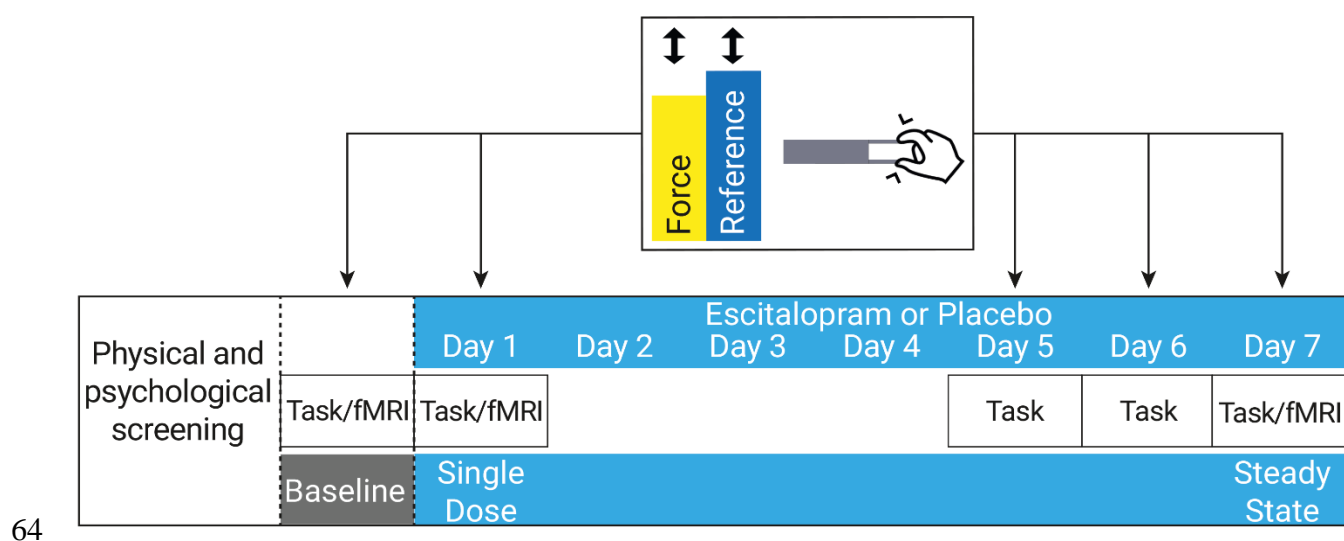 Force
Reference
Escitalopram or Placebo
Day 1 Day 2 Day 3 Day 4 Day 5 Day 6 Day 7
Physical and
psychological
screening
Task/fMRI Task/fMRI Task Task Task/fMRI
Baseline
Single
Dose
Steady
State
64